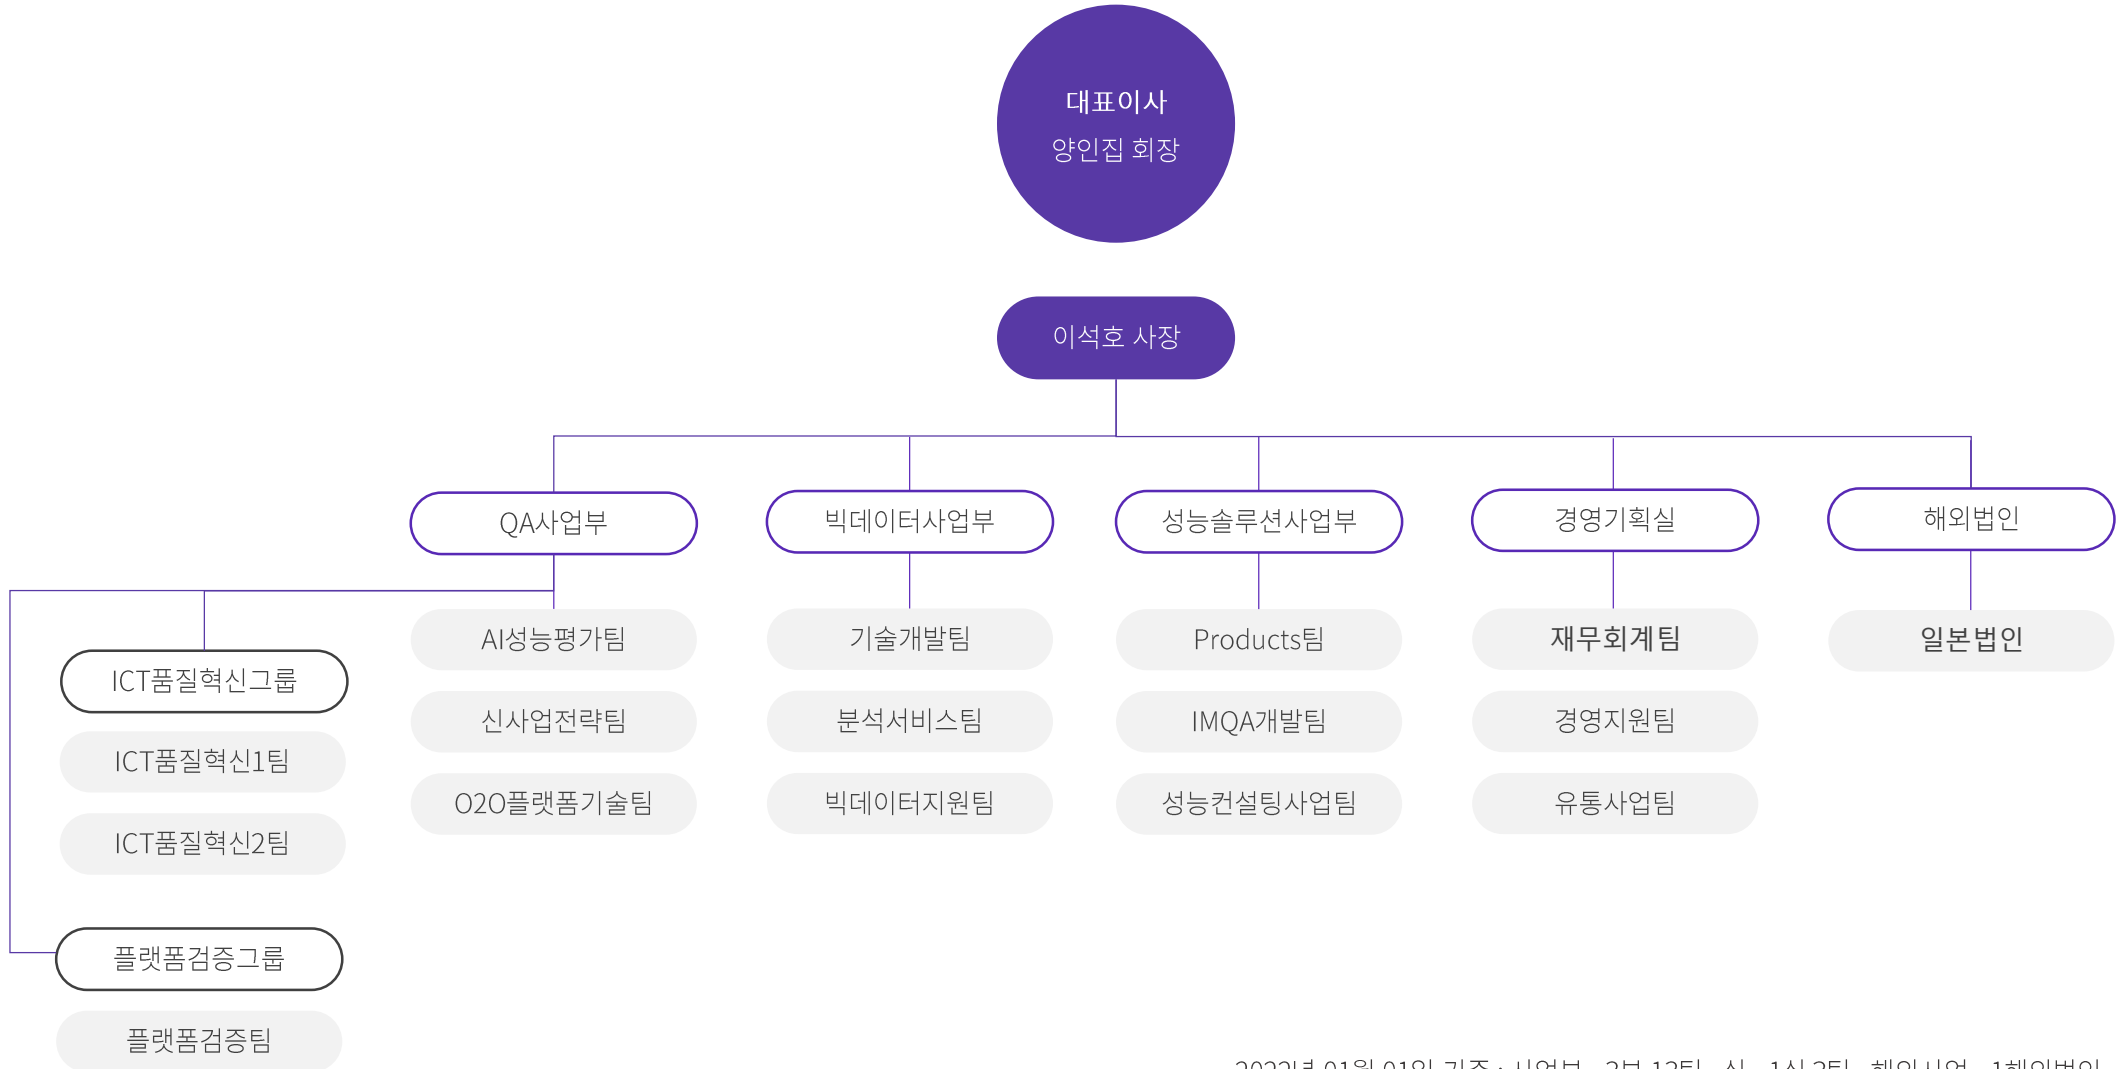 대표이사
양인집 회장
이석호 사장
QA사업부
빅데이터사업부
성능솔루션사업부
경영기획실
해외법인
AI성능평가팀
기술개발팀
Products팀
재무회계팀
일본법인
ICT품질혁신그룹
신사업전략팀
분석서비스팀
IMQA개발팀
경영지원팀
ICT품질혁신1팀
O2O플랫폼기술팀
빅데이터지원팀
성능컨설팅사업팀
유통사업팀
ICT품질혁신2팀
플랫폼검증그룹
플랫폼검증팀